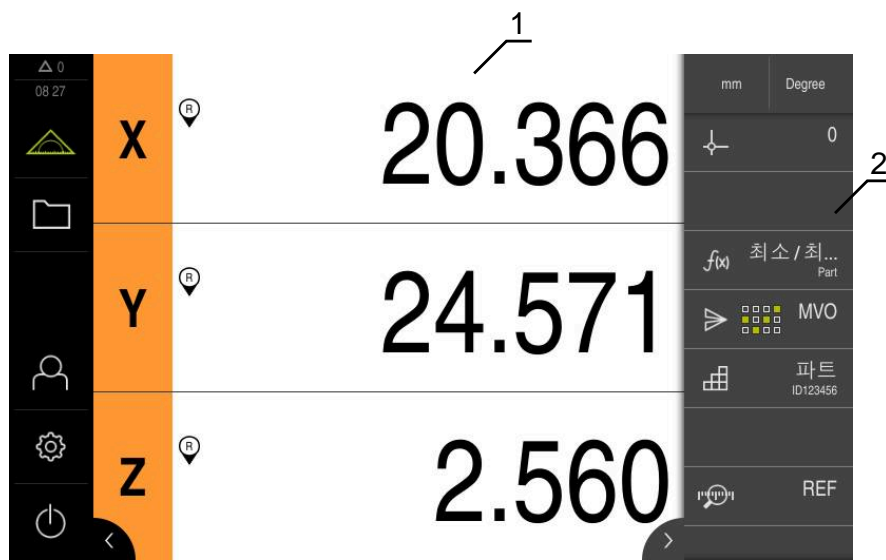 1
0
08 27
mm Degree
X R 20.366
0
2
최소 / 최...
f(x)
Part
Y R 24.571
MVO
파트
ID123456
Z R 2.560
REF